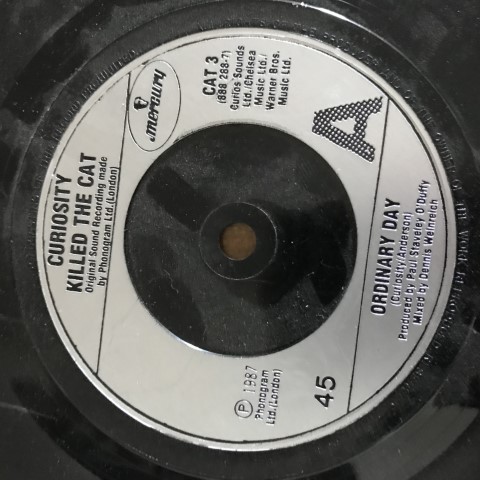 CURIOSITY
KILLED THE CAT
Original Sound Recording made
by Phonogram Ltd.(London)
mercury
CAT 3
(888 288-7)
Curios Sounds
Ltd./Chelsea
Music Ltd./
Warner Bros.
Music Ltd.
A
℗ 1987
Phonogram
Ltd.(London)
45
ORDINARY DAY
(Curiosity/Anderson)
Produced by Paul Staveley O'Duffy
Mixed by Dennis Weinreich